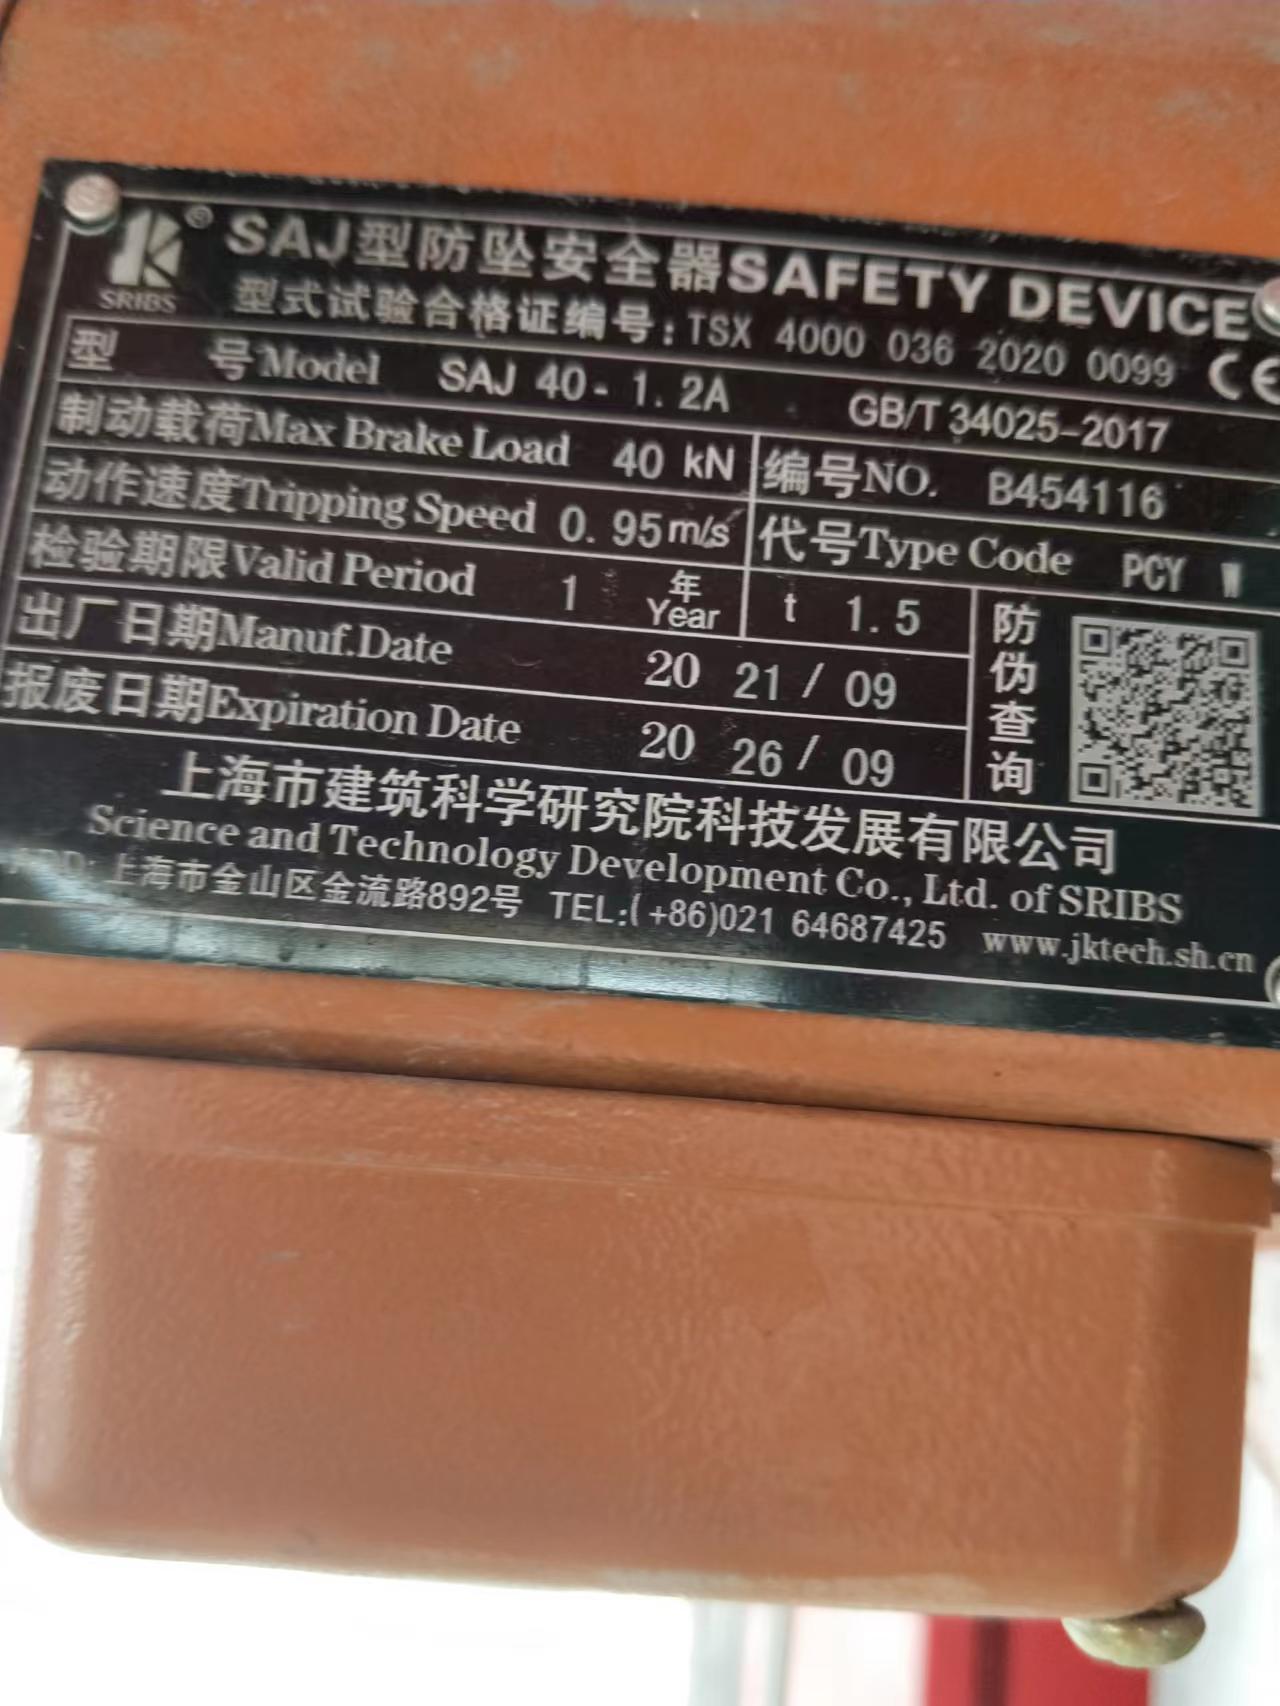 SRIBS ® SAJ型防坠安全器SAFETY DEVICE
型式试验合格证编号:TSX 4000 036 2020 0099 CE
型 号Model SAJ 40-1.2A GB/T 34025-2017
制动载荷Max Brake Load 40 kN 编号NO. B454116
动作速度Tripping Speed 0.95m/s 代号Type Code PCY W
检验期限Valid Period 1 年 Year t 1.5
出厂日期Manuf.Date 20 21/09
报废日期Expiration Date 20 26/09
防伪查询
上海市建筑科学研究院科技发展有限公司
Science and Technology Development Co., Ltd. of SRIBS
ADD: 上海市金山区金流路892号 TEL:(+86)021 64687425 www.jktech.sh.cn